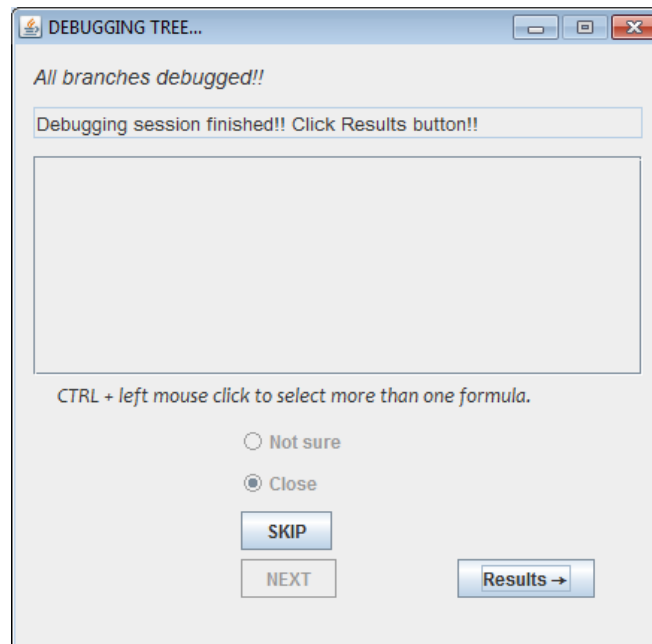 DEBUGGING TREE...
All branches debugged!!
Debugging session finished!! Click Results button!!
CTRL + left mouse click to select more than one formula.
Not sure
Close
SKIP
NEXT
Results →